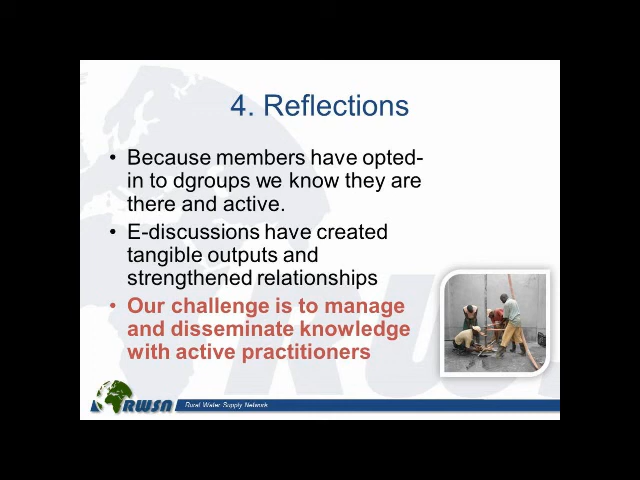 4. Reflections
• Because members have opted-
in to dgroups we know they are
there and active.
• E-discussions have created
tangible outputs and
strengthened relationships
• Our challenge is to manage
and disseminate knowledge
with active practitioners
RWSN Rural Water Supply Network